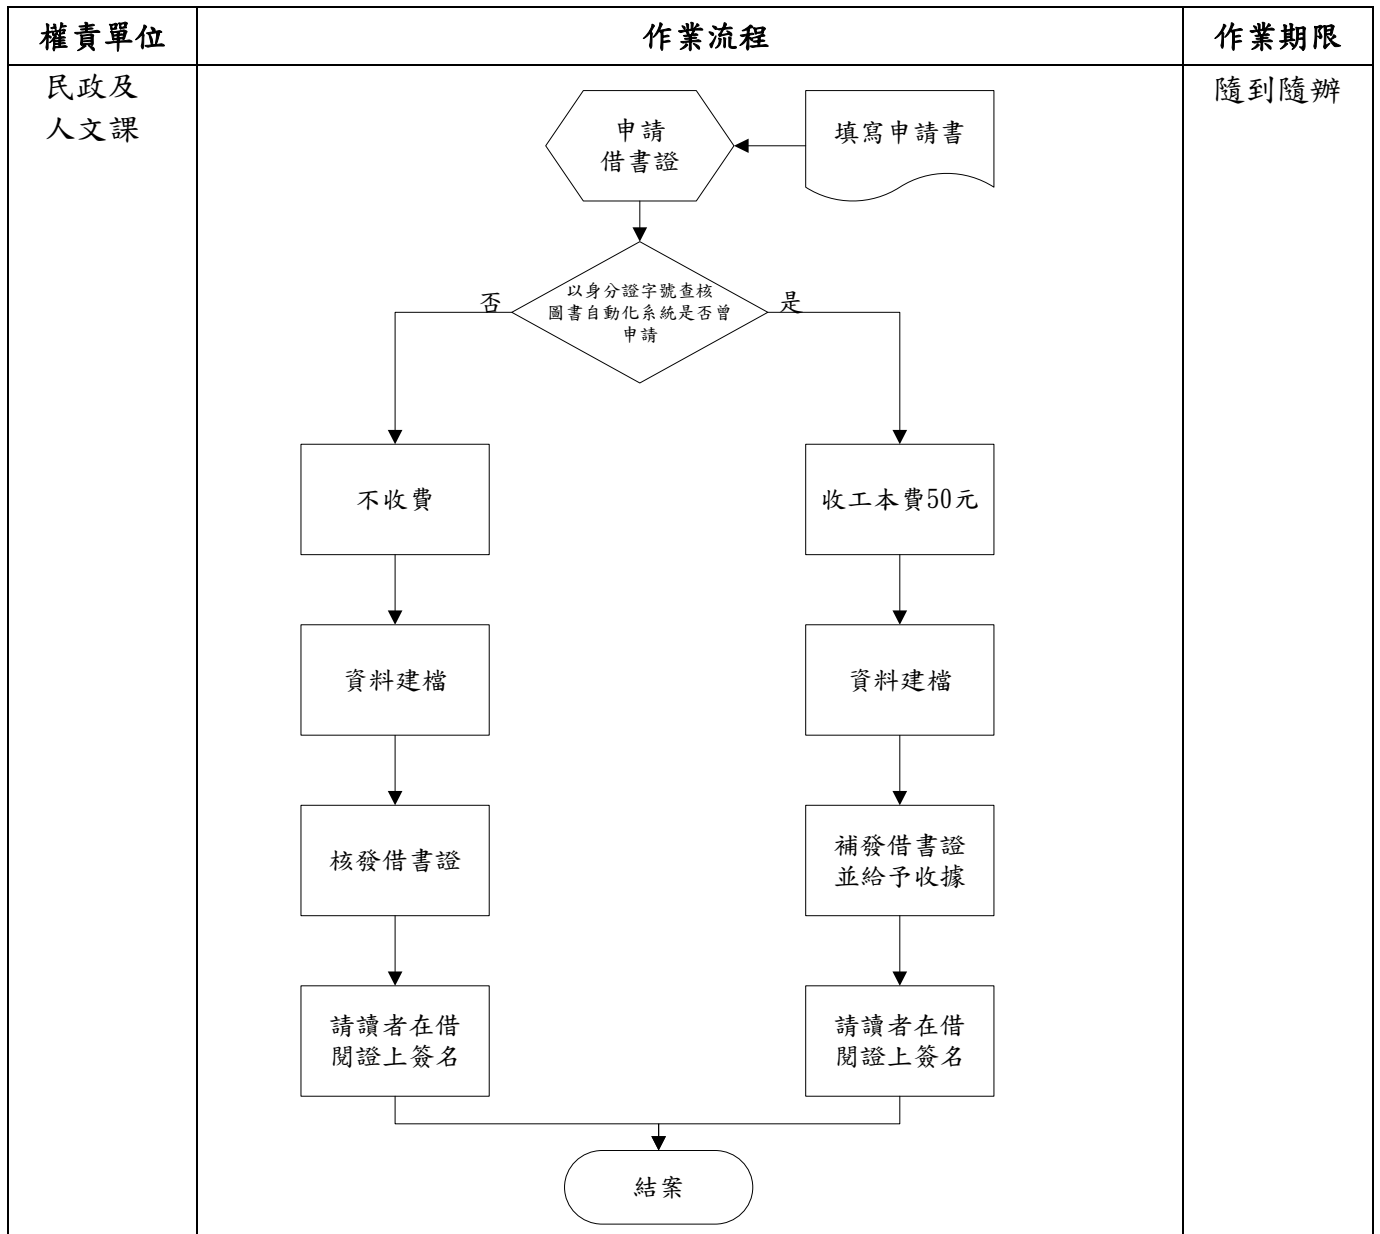 權責單位
作業流程
作業期限
民政及
人文課
隨到隨辦
申請
借書證
填寫申請書
以身分證字號查核
圖書自動化系統是否曾
申請
否
是
不收費
收工本費50元
資料建檔
資料建檔
核發借書證
補發借書證
並給予收據
請讀者在借
閱證上簽名
請讀者在借
閱證上簽名
結案